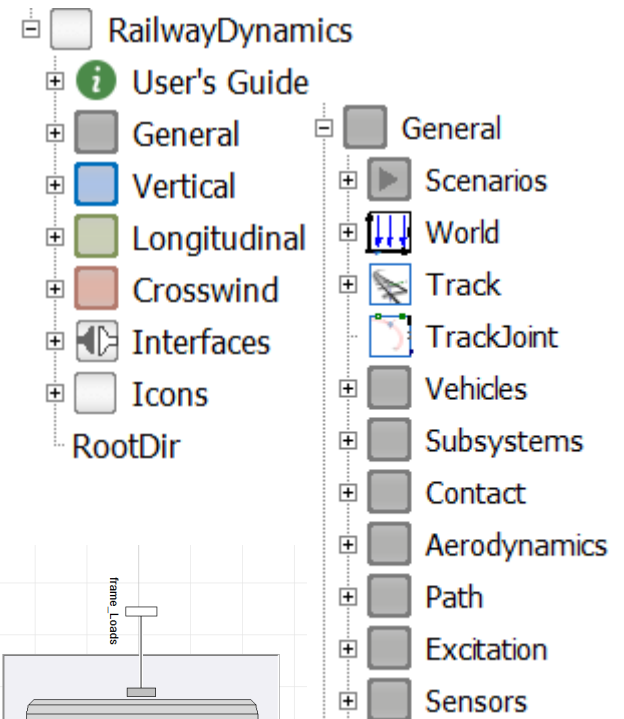 RailwayDynamics
User's Guide
General
Vertical
Longitudinal
Crosswind
Interfaces
Icons
RootDir
General
Scenarios
World
Track
TrackJoint
Vehicles
Subsystems
Contact
Aerodynamics
Path
Excitation
Sensors
frame_Loads